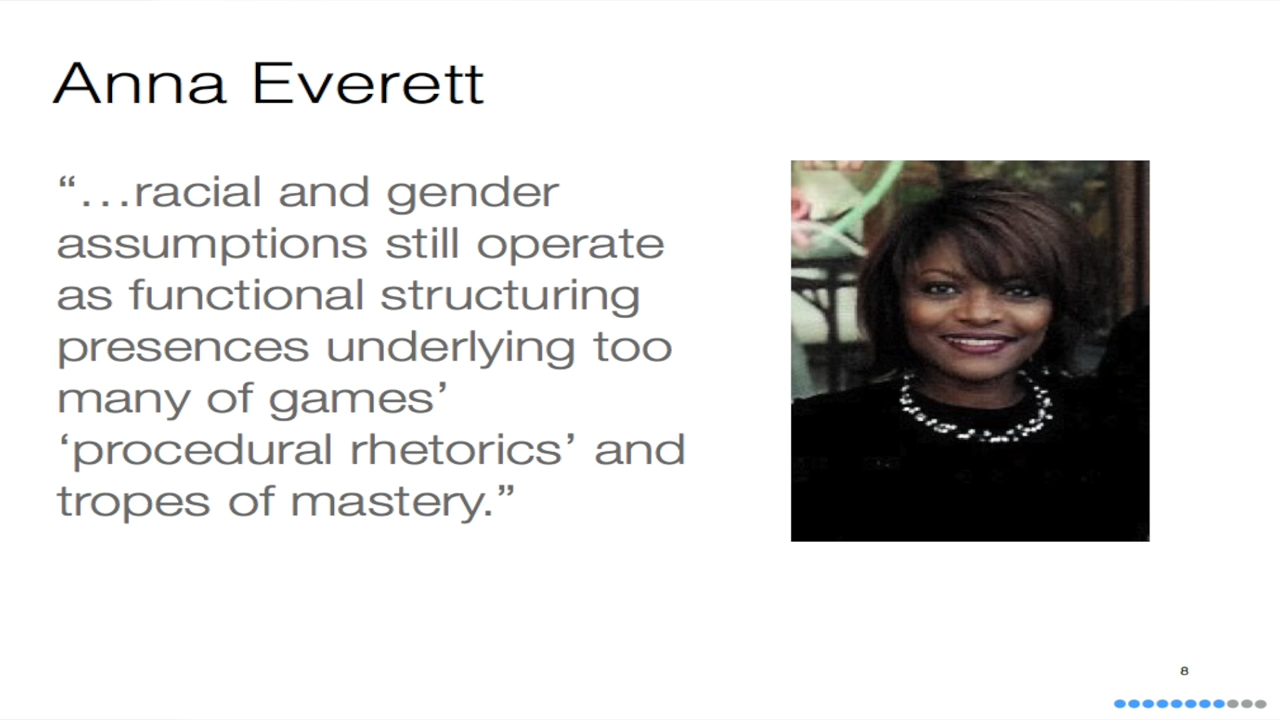 Anna Everett
“…racial and gender
assumptions still operate
as functional structuring
presences underlying too
many of games’
‘procedural rhetorics’ and
tropes of mastery.”
8